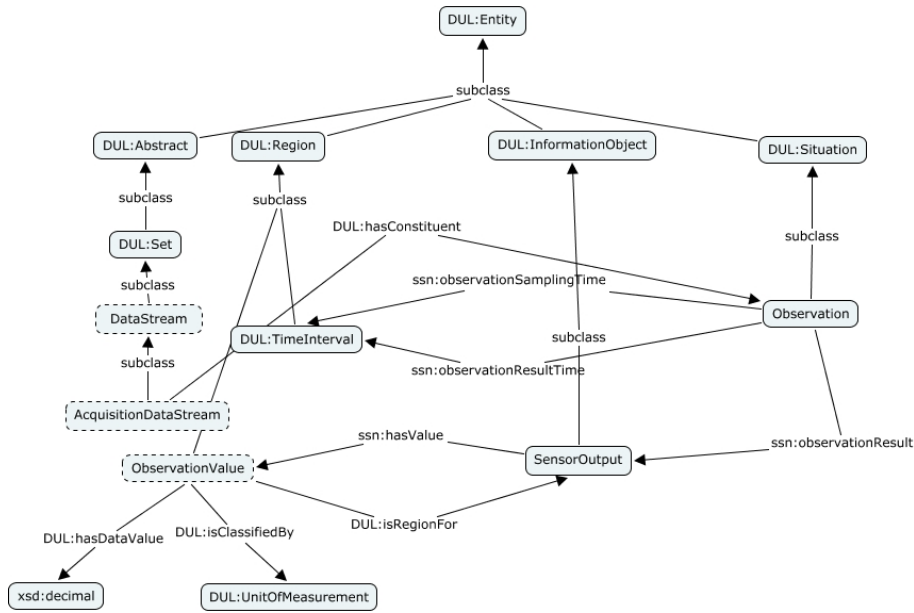 DUL:Entity
subclass
DUL:Abstract
DUL:Region
DUL:InformationObject
DUL:Situation
subclass
subclass
DUL:hasConstituent
subclass
DUL:Set
ssn:observationSamplingTime
subclass
DataStream
Observation
DUL:TimeInterval
subclass
subclass
ssn:observationResultTime
AcquisitionDataStream
ssn:hasValue
ssn:observationResult
SensorOutput
ObservationValue
DUL:isRegionFor
DUL:hasDataValue
DUL:isClassifiedBy
xsd:decimal
DUL:UnitOfMeasurement